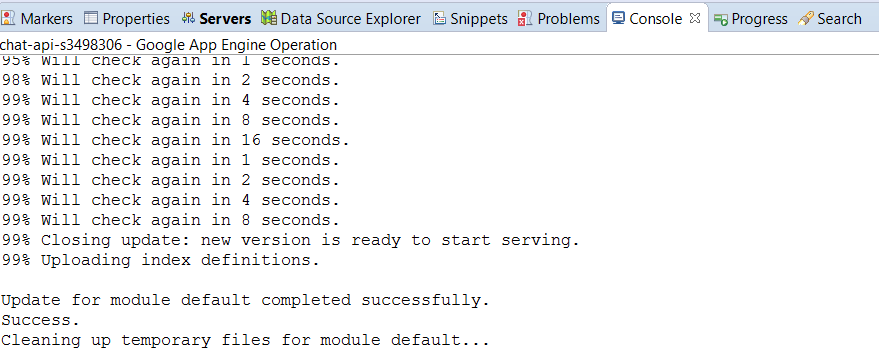 Markers Properties Servers Data Source Explorer Snippets Problems Console Progress Search
chat-api-s3498306 - Google App Engine Operation
95% Will check again in 1 seconds.
98% Will check again in 2 seconds.
99% Will check again in 4 seconds.
99% Will check again in 8 seconds.
99% Will check again in 16 seconds.
99% Will check again in 1 seconds.
99% Will check again in 2 seconds.
99% Will check again in 4 seconds.
99% Will check again in 8 seconds.
99% Closing update: new version is ready to start serving.
99% Uploading index definitions.
Update for module default completed successfully.
Success.
Cleaning up temporary files for module default...